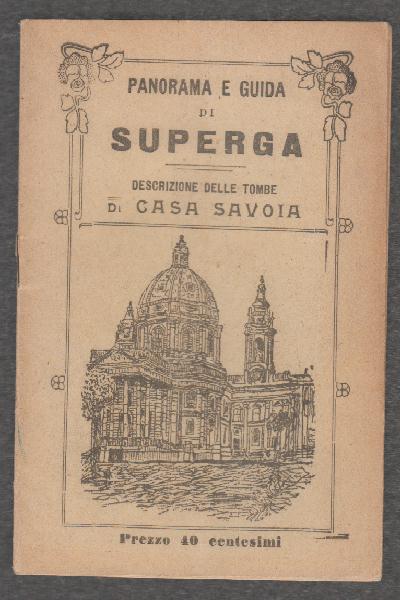 PANORAMA E GUIDA
DI
SUPERGA
DESCRIZIONE DELLE TOMBE
DI CASA SAVOIA
Prezzo 40 centesimi